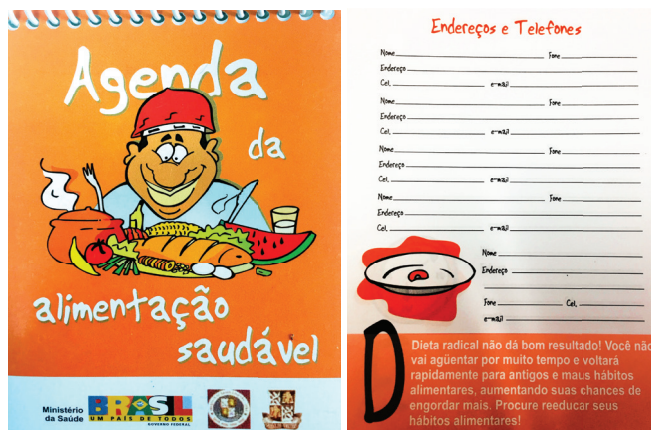 Agenda
da
alimentação
saudável
Ministério
da Saúde
BRASIL
UM PAÍS DE TODOS
GOVERNO FEDERAL
Endereços e Telefones
Nome Fone
Endereço
Cel. e-mail
Nome Fone
Endereço
Cel. e-mail
Nome Fone
Endereço
Cel. e-mail
Nome Fone
Endereço
Cel. e-mail
Nome
Endereço
Fone Cel.
e-mail
D
Dieta radical não dá bom resultado! Você não
vai agüentar por muito tempo e voltará
rapidamente para antigos e maus hábitos
alimentares, aumentando suas chances de
engordar mais. Procure reeducar seus
hábitos alimentares!